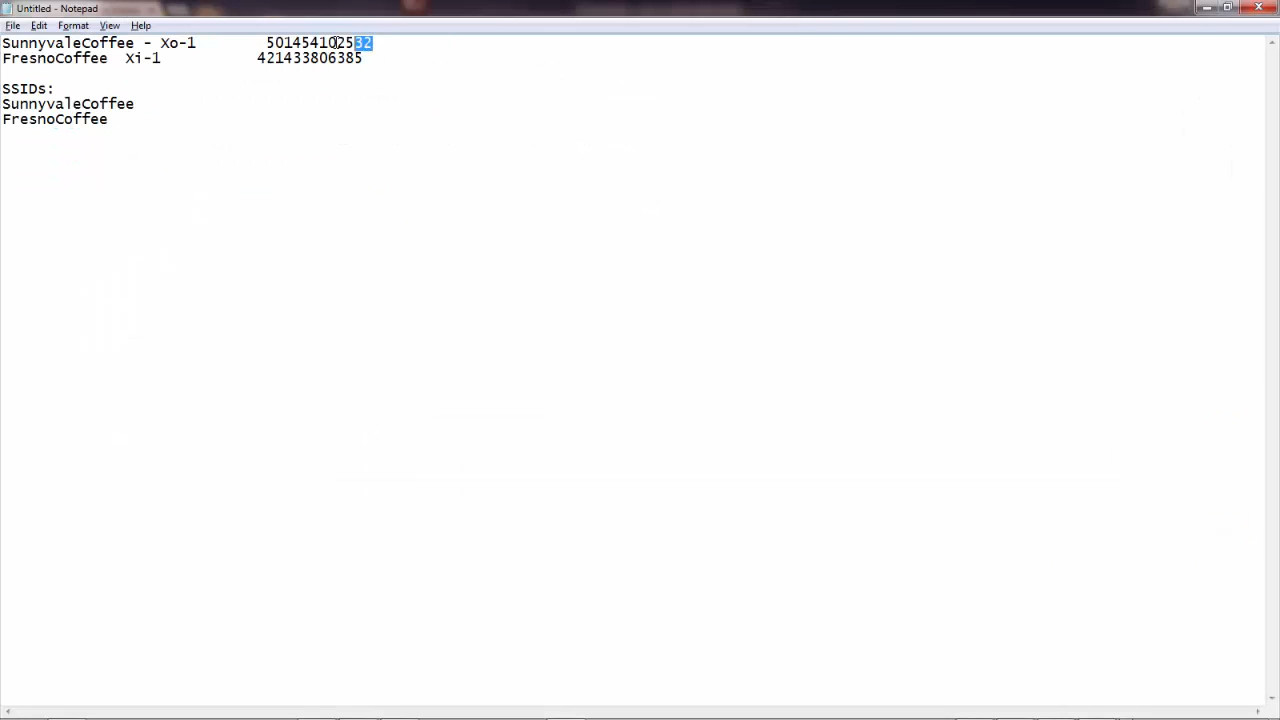 Untitled - Notepad
File Edit Format View Help
SunnyvaleCoffee - Xo-1 501454102532
FresnoCoffee Xi-1 421433806385
SSIDs:
SunnyvaleCoffee
FresnoCoffee